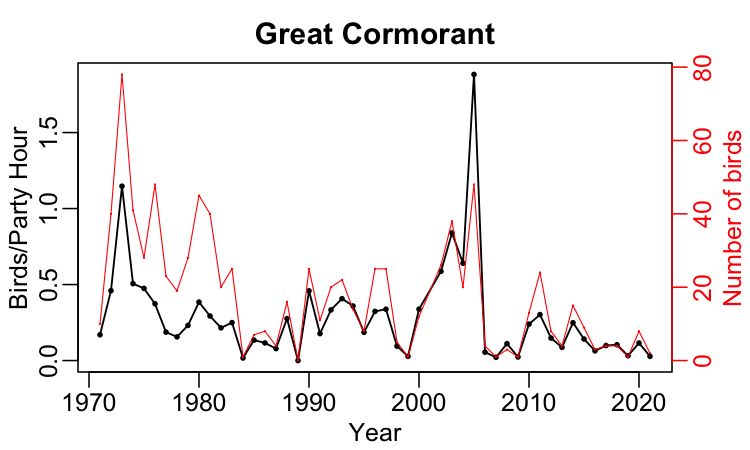 Great Cormorant
Birds/Party Hour
0.0 0.5 1.0 1.5
Number of birds
0 20 40 60 80
1970 1980 1990 2000 2010 2020
Year